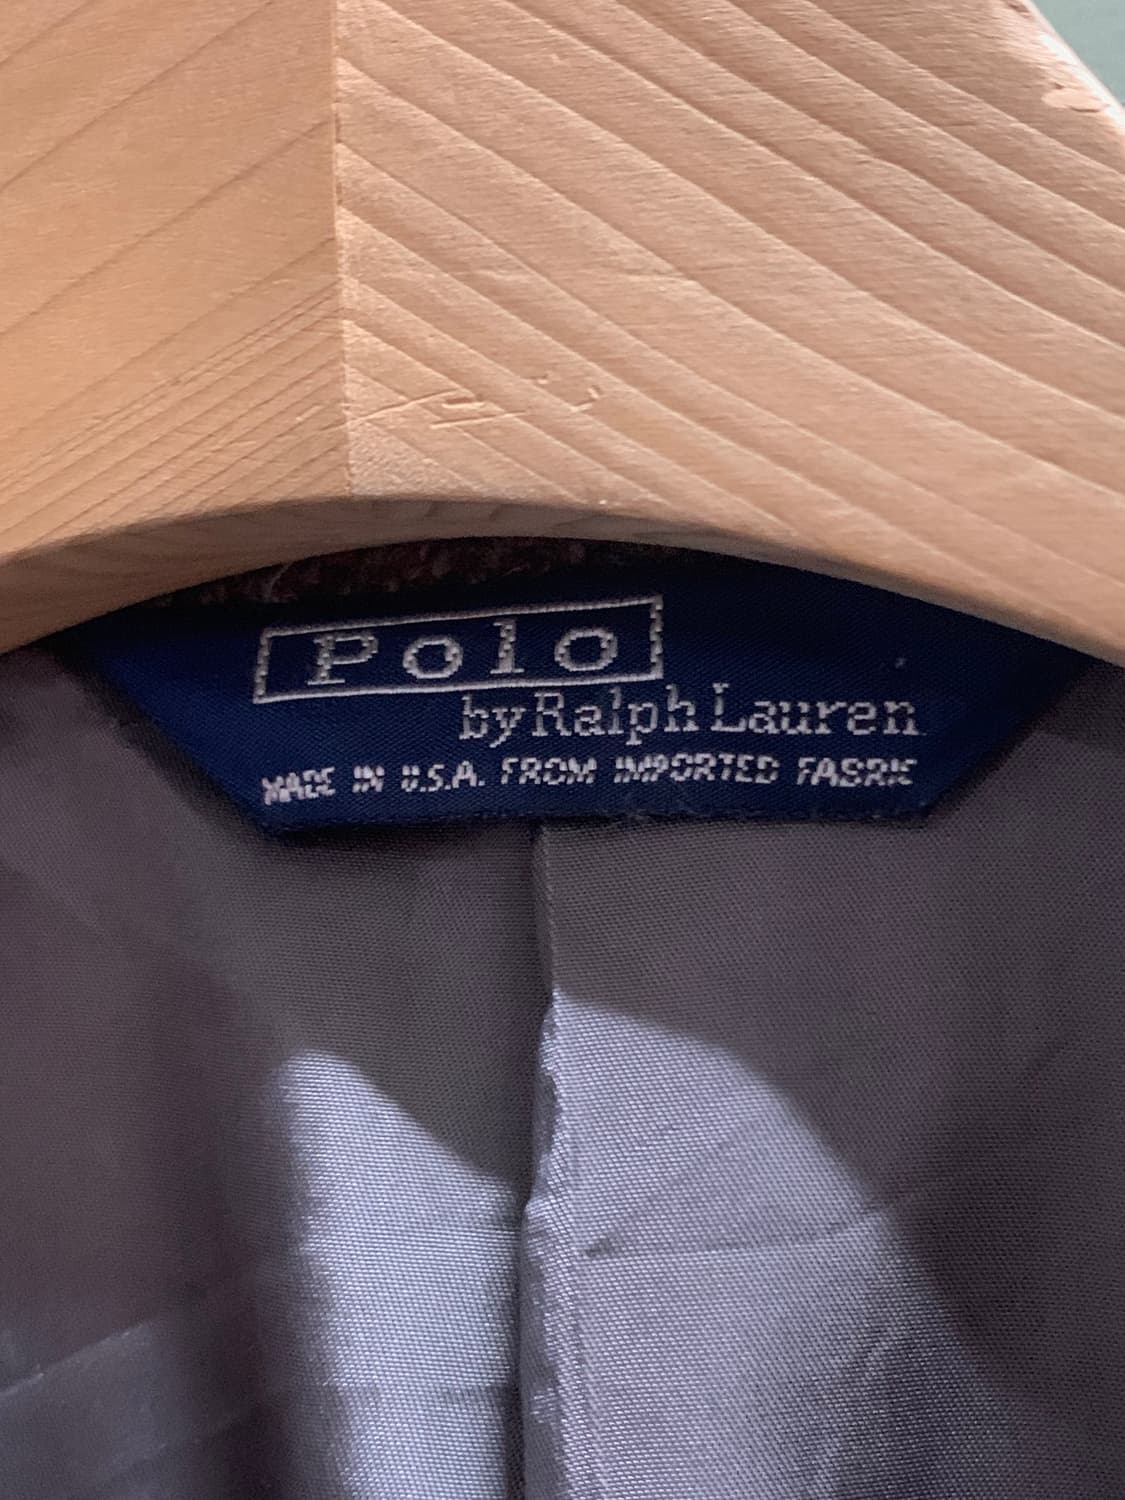 Polo
by Ralph Lauren
MADE IN U.S.A. FROM IMPORTED FABRIC